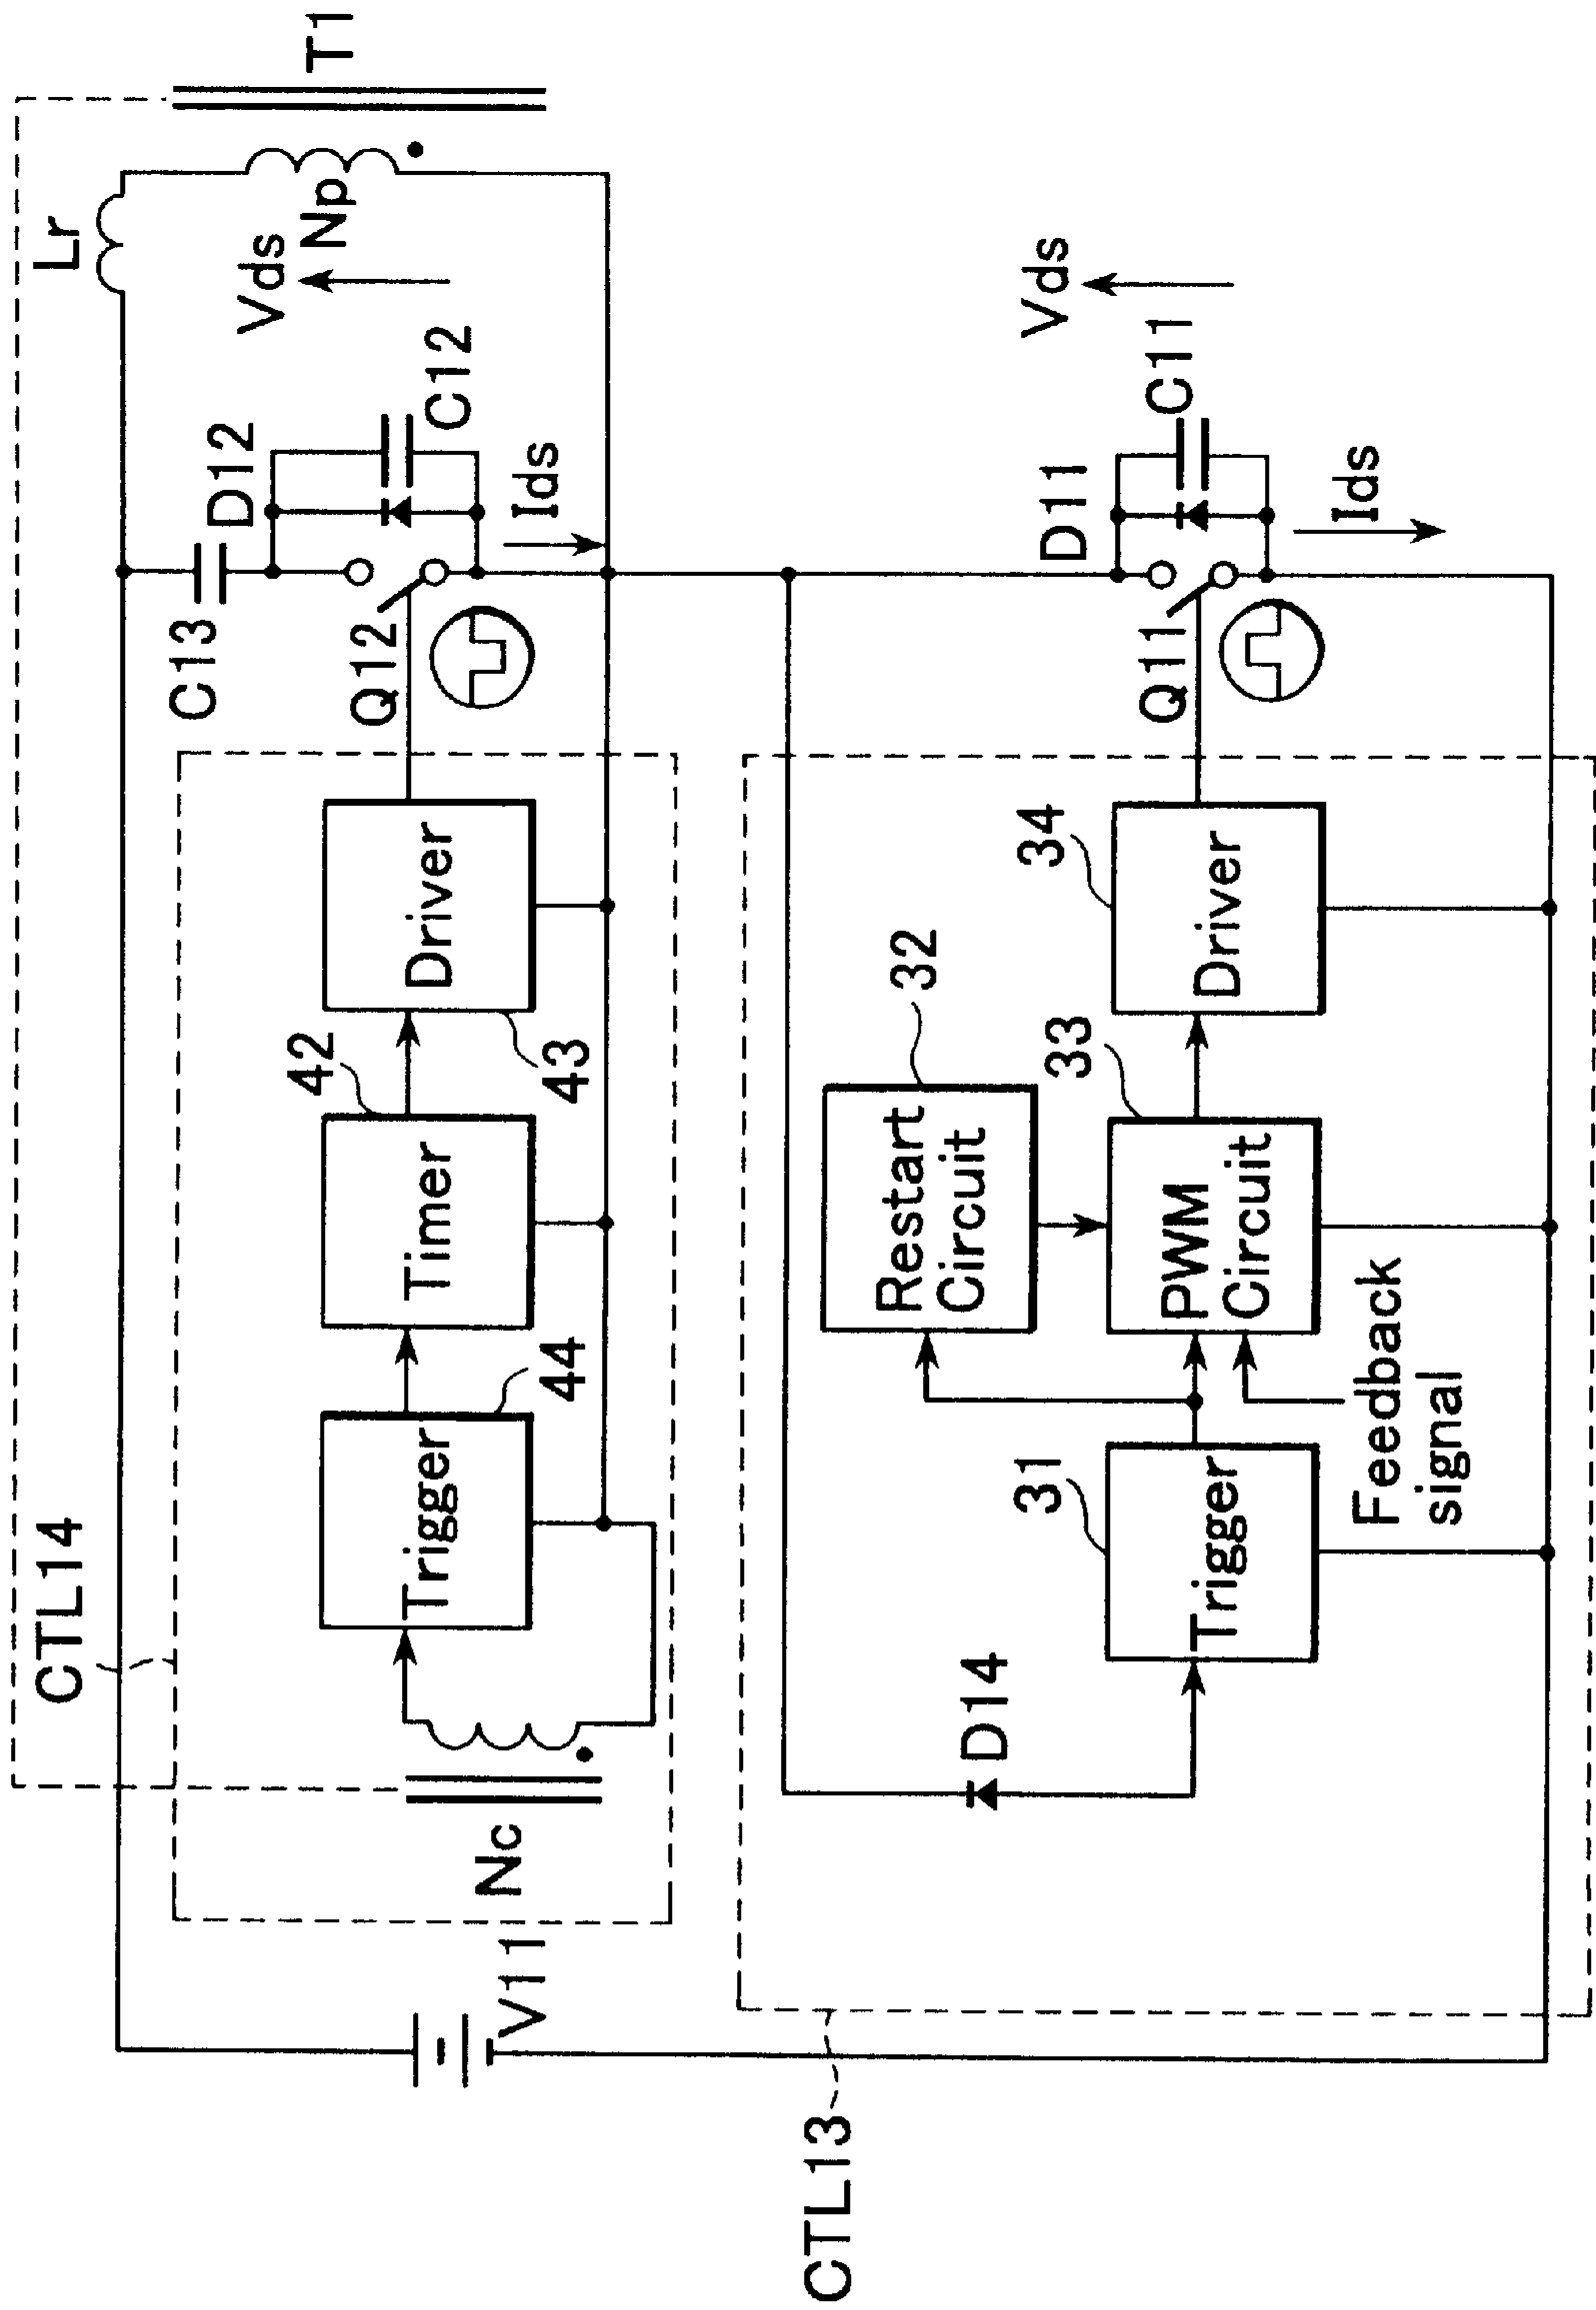 CTL14
Lr
T1
Np
Vds
C13
D12
C12
Ids
Q12
Trigger
44
Timer
42
Driver
43
Nc
V11
CTL13
D14
Trigger
31
Restart
Circuit
32
PWM
Circuit
33
Feedback
signal
Driver
34
Q11
D11
C11
Vds
Ids